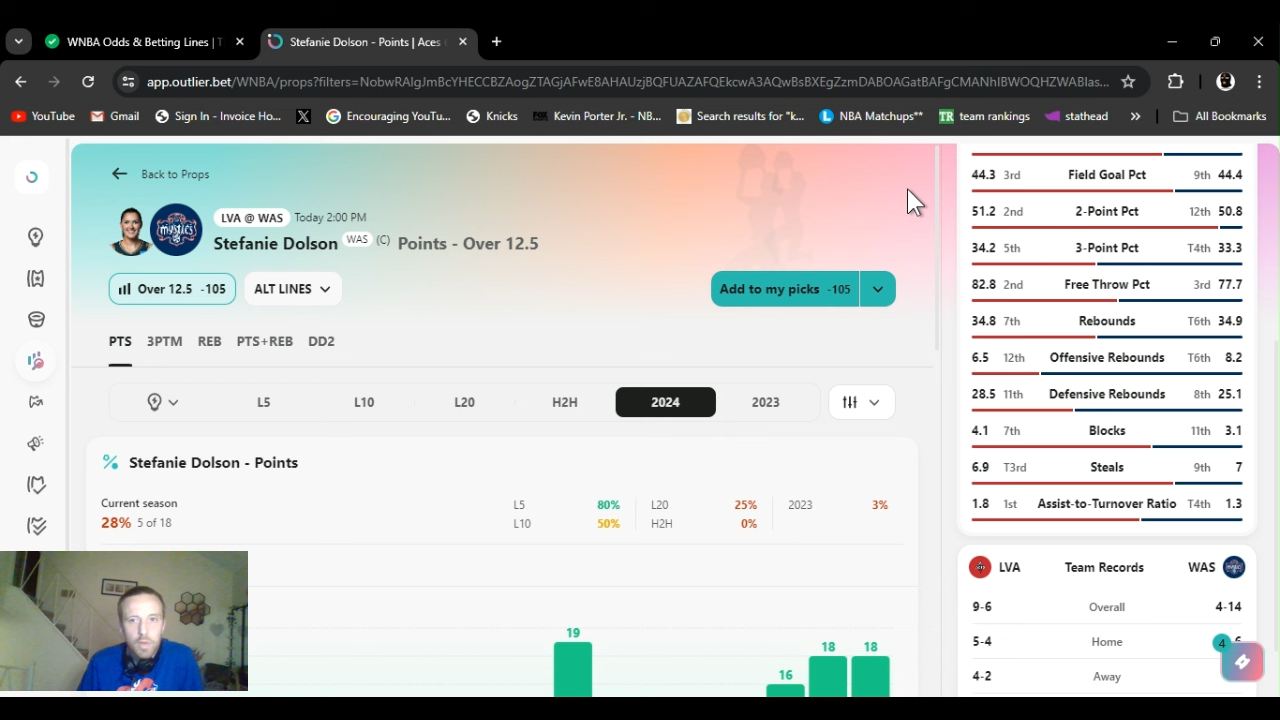 WNBA Odds & Betting Lines | T
Stefanie Dolson - Points | Aces
app.outlier.bet/WNBA/props?filters=NobwRAlgJmBcYHECCBZAogZTAGjAFwE8AHAUzjBQFUAZAFQEkcwA3AQwBsBXEgZzmDABOAGatBAFgCMANhIBWOQHZWABlas...
YouTube
Gmail
Sign In - Invoice Ho...
Encouraging YouTu...
Knicks
Kevin Porter Jr. - NB...
Search results for "k...
NBA Matchups**
TR team rankings
stathead
»
All Bookmarks
Back to Props
LVA @ WAS Today 2:00 PM
Stefanie Dolson WAS (C) Points - Over 12.5
Over 12.5 -105
ALT LINES
Add to my picks -105
PTS 3PTM REB PTS+REB DD2
L5 L10 L20 H2H 2024 2023
Stefanie Dolson - Points
Current season
28% 5 of 18
L5 80% L20 25% 2023 3%
L10 50% H2H 0%
19
16
18
18
44.3 3rd Field Goal Pct 9th 44.4
51.2 2nd 2-Point Pct 12th 50.8
34.2 5th 3-Point Pct T4th 33.3
82.8 2nd Free Throw Pct 3rd 77.7
34.8 7th Rebounds T6th 34.9
6.5 12th Offensive Rebounds T6th 8.2
28.5 11th Defensive Rebounds 8th 25.1
4.1 7th Blocks 11th 3.1
6.9 T3rd Steals 9th 7
1.8 1st Assist-to-Turnover Ratio T4th 1.3
LVA Team Records WAS
9-6 Overall 4-14
5-4 Home
4
4-2 Away